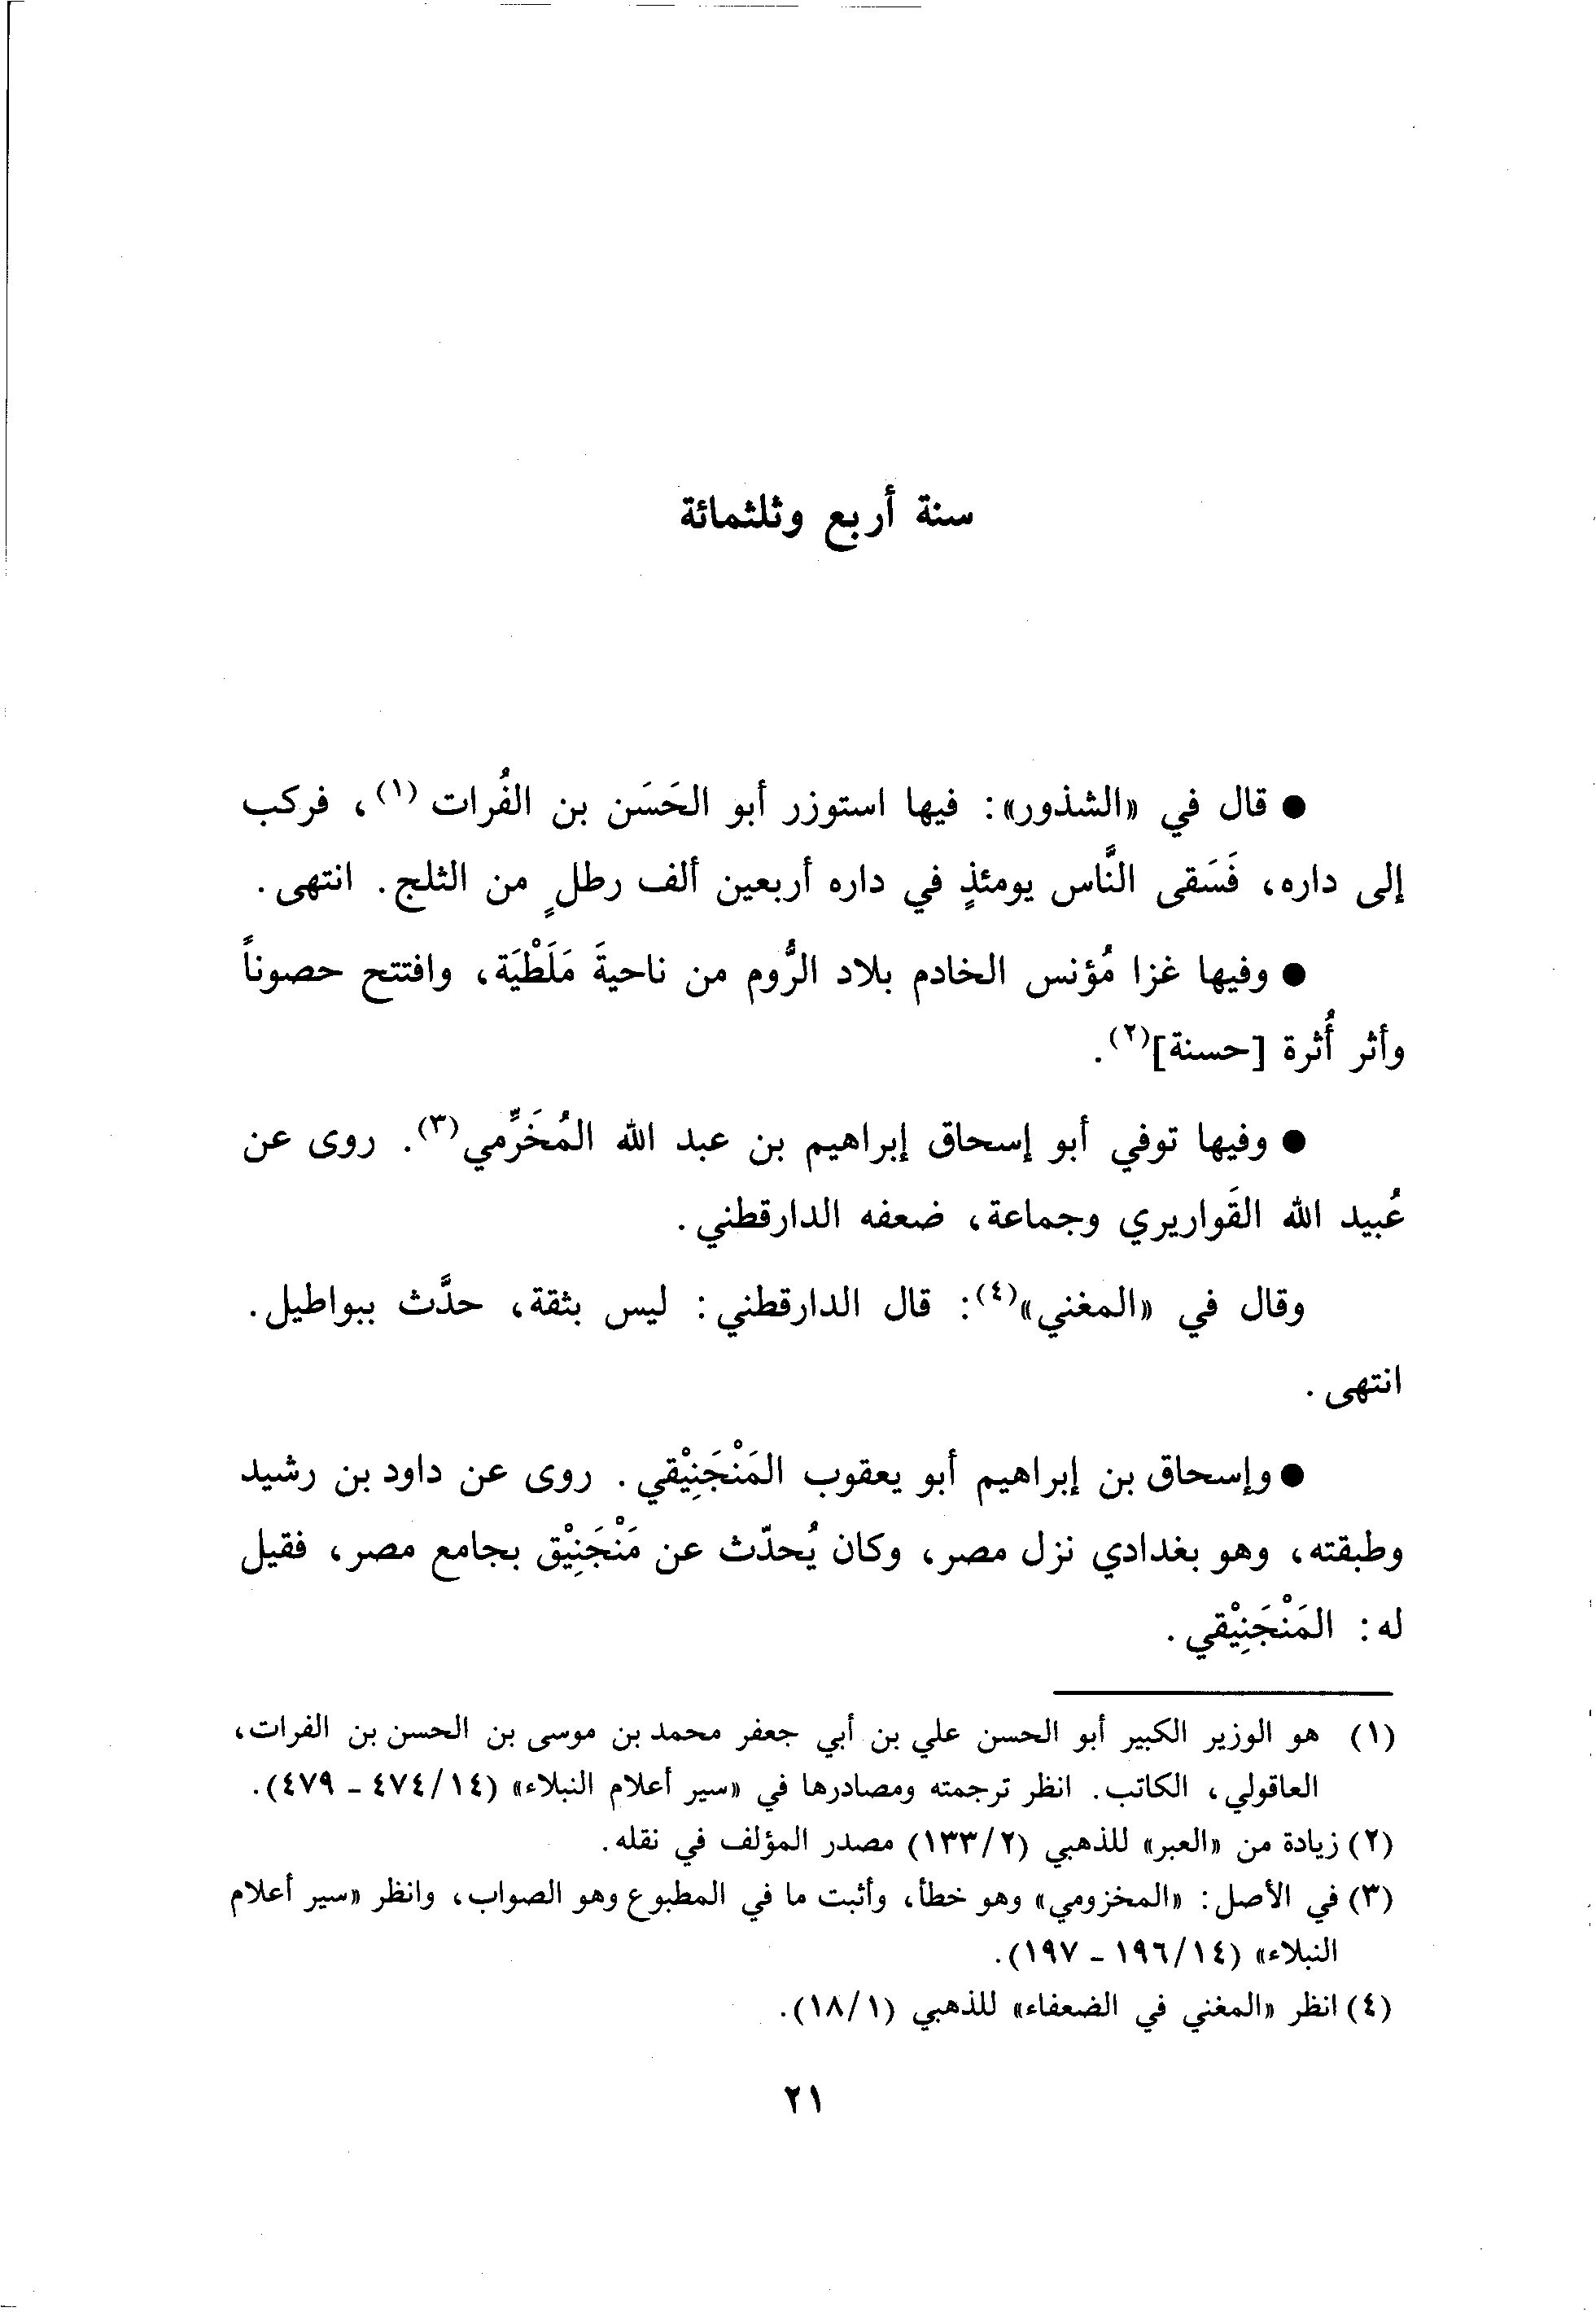 سنة أربع وثلثمائة
● قال في «الشذور»: فيها استوزر أبو الحَسَن بن الفُرات (١)، فركب
إلى داره، فَسَقى النَّاس يومئذٍ في داره أربعين ألف رطلٍ من الثلج. انتهى.
● وفيها غزا مُؤنس الخادم بلاد الرُّوم من ناحيةَ مَلَطْيَة، وافتتح حصوناً
وأثر أُثرة [حسنة](٢).
● وفيها توفي أبو إسحاق إبراهيم بن عبد الله المُخَرِّمي(٣). روى عن
عُبيد الله القَواريري وجماعة، ضعفه الدارقطني.
وقال في «المغني»(٤): قال الدارقطني: ليس بثقة، حدَّث ببواطيل.
انتهى.
● وإسحاق بن إبراهيم أبو يعقوب المَنْجَنِيْقي. روى عن داود بن رشيد
وطبقته، وهو بغدادي نزل مصر، وكان يُحدّث عن مَنْجَنِيْق بجامع مصر، فقيل
له: المَنْجَنِيْقي.
(١) هو الوزير الكبير أبو الحسن علي بن أبي جعفر محمد بن موسى بن الحسن بن الفرات،
العاقولي، الكاتب. انظر ترجمته ومصادرها في «سير أعلام النبلاء» (١٤/٤٧٤ - ٤٧٩).
(٢) زيادة من «العبر» للذهبي (٢/١٣٣) مصدر المؤلف في نقله.
(٣) في الأصل: «المخزومي» وهو خطأ، وأثبت ما في المطبوع وهو الصواب، وانظر «سير أعلام
النبلاء» (١٤/١٩٦ - ١٩٧).
(٤) انظر «المغني في الضعفاء» للذهبي (١/١٨).
٢١